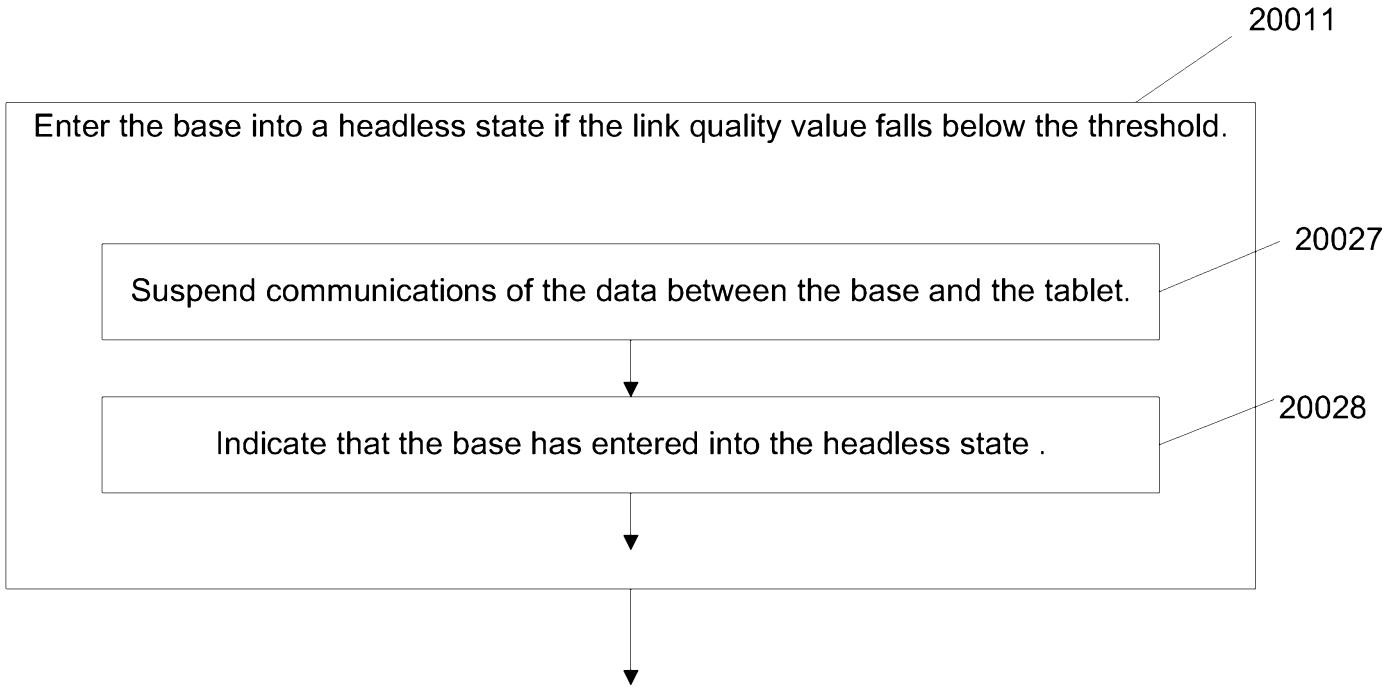 20011
Enter the base into a headless state if the link quality value falls below the threshold.
20027
Suspend communications of the data between the base and the tablet.
20028
Indicate that the base has entered into the headless state .